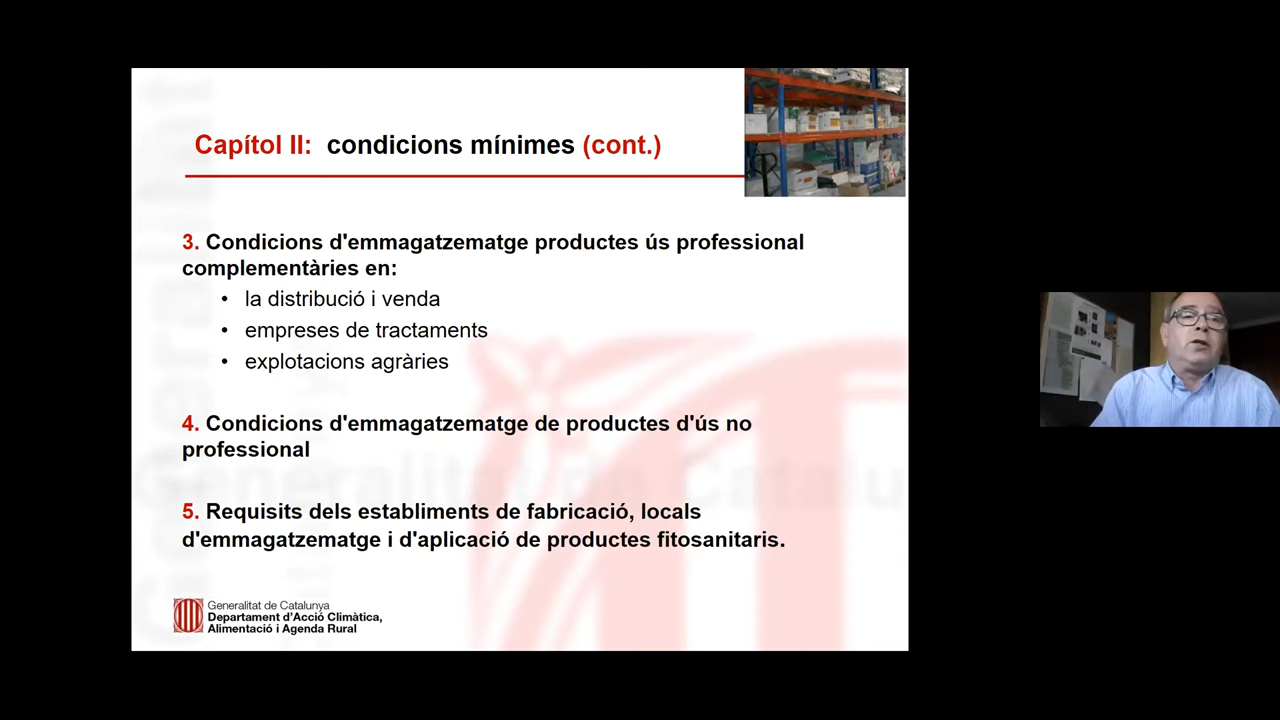 Capítol II: condicions mínimes (cont.)
3. Condicions d'emmagatzematge productes ús professional
complementàries en:
• la distribució i venda
• empreses de tractaments
• explotacions agràries
4. Condicions d'emmagatzematge de productes d'ús no
professional
5. Requisits dels establiments de fabricació, locals
d'emmagatzematge i d'aplicació de productes fitosanitaris.
Generalitat de Catalunya
Departament d'Acció Climàtica,
Alimentació i Agenda Rural